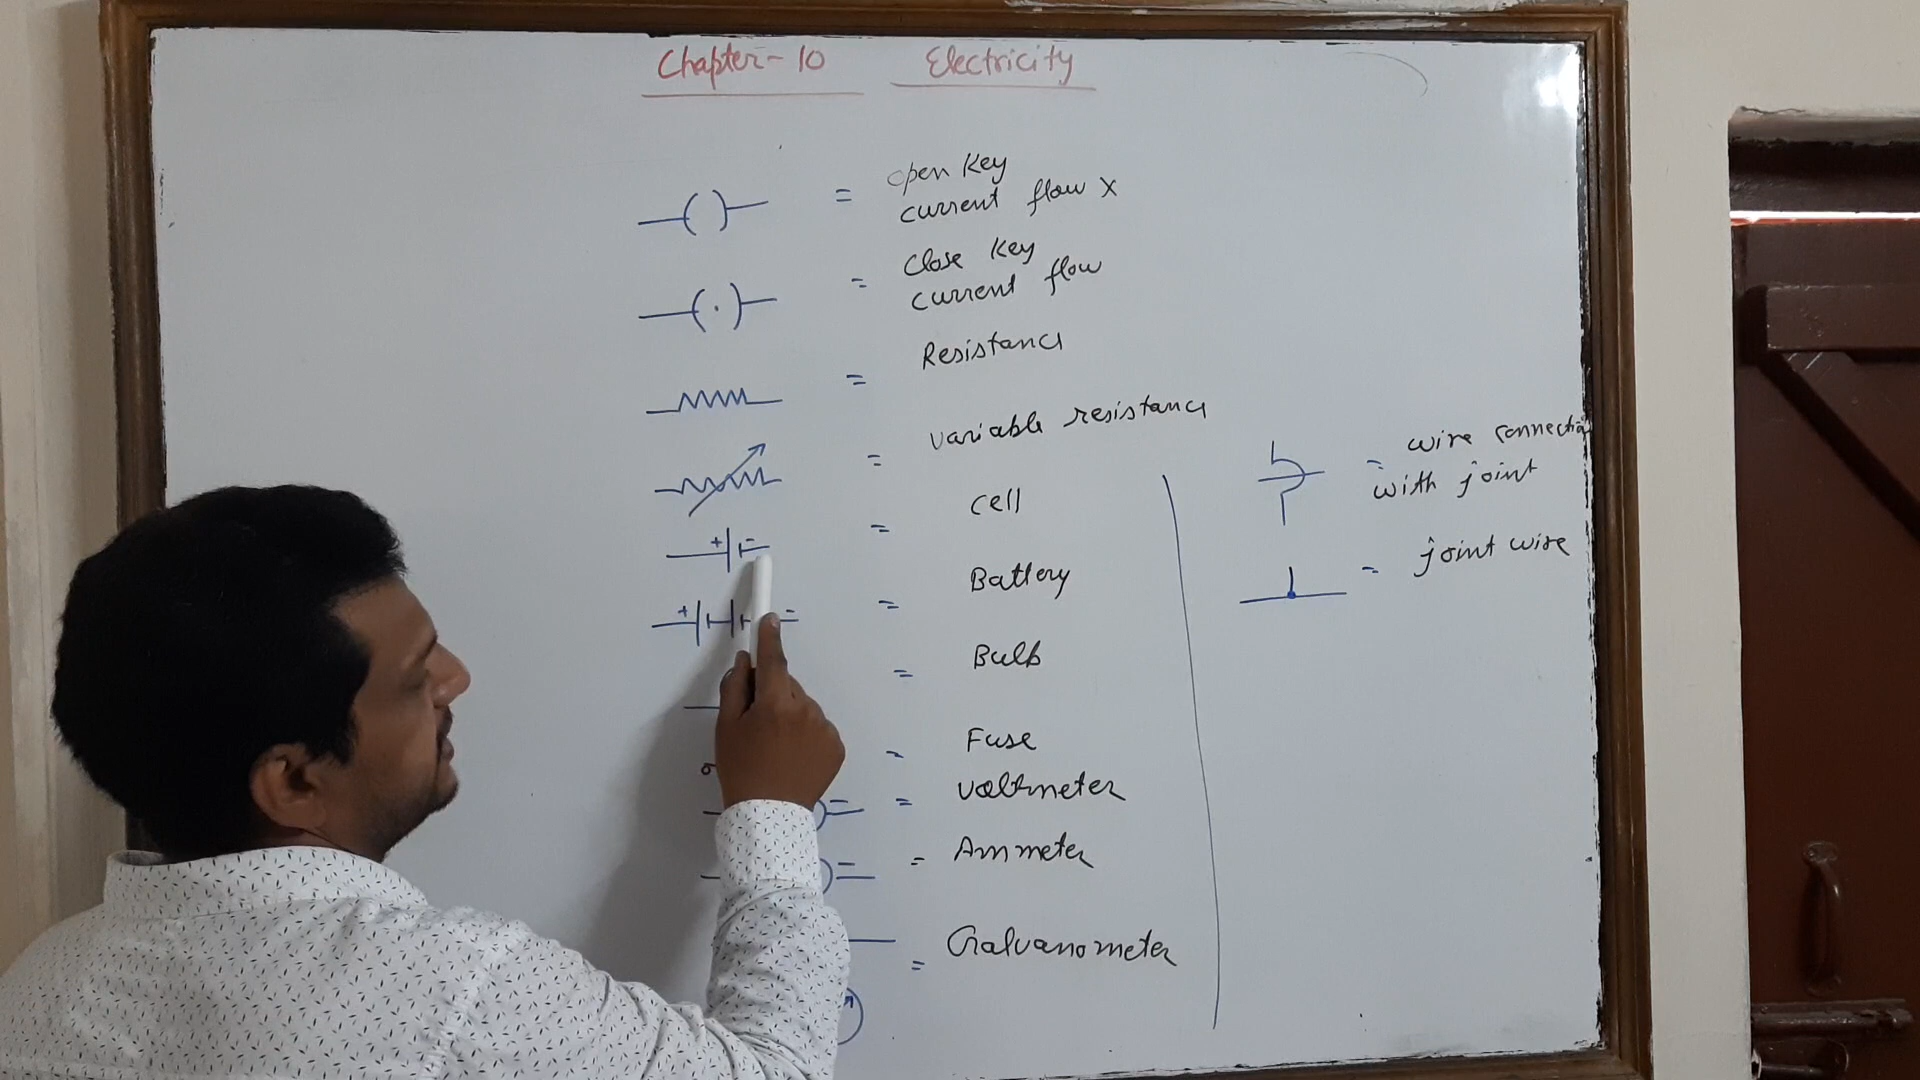 Chapter-10 Electricity
= open Key
current flow X
= Close Key
current flow
= Resistance
= variable resistance
+ - = cell
+ - = Battery
= Bulb
= Fuse
= voltmeter
= Ammeter
= Galvanometer
= wire connection
with joint
= joint wire